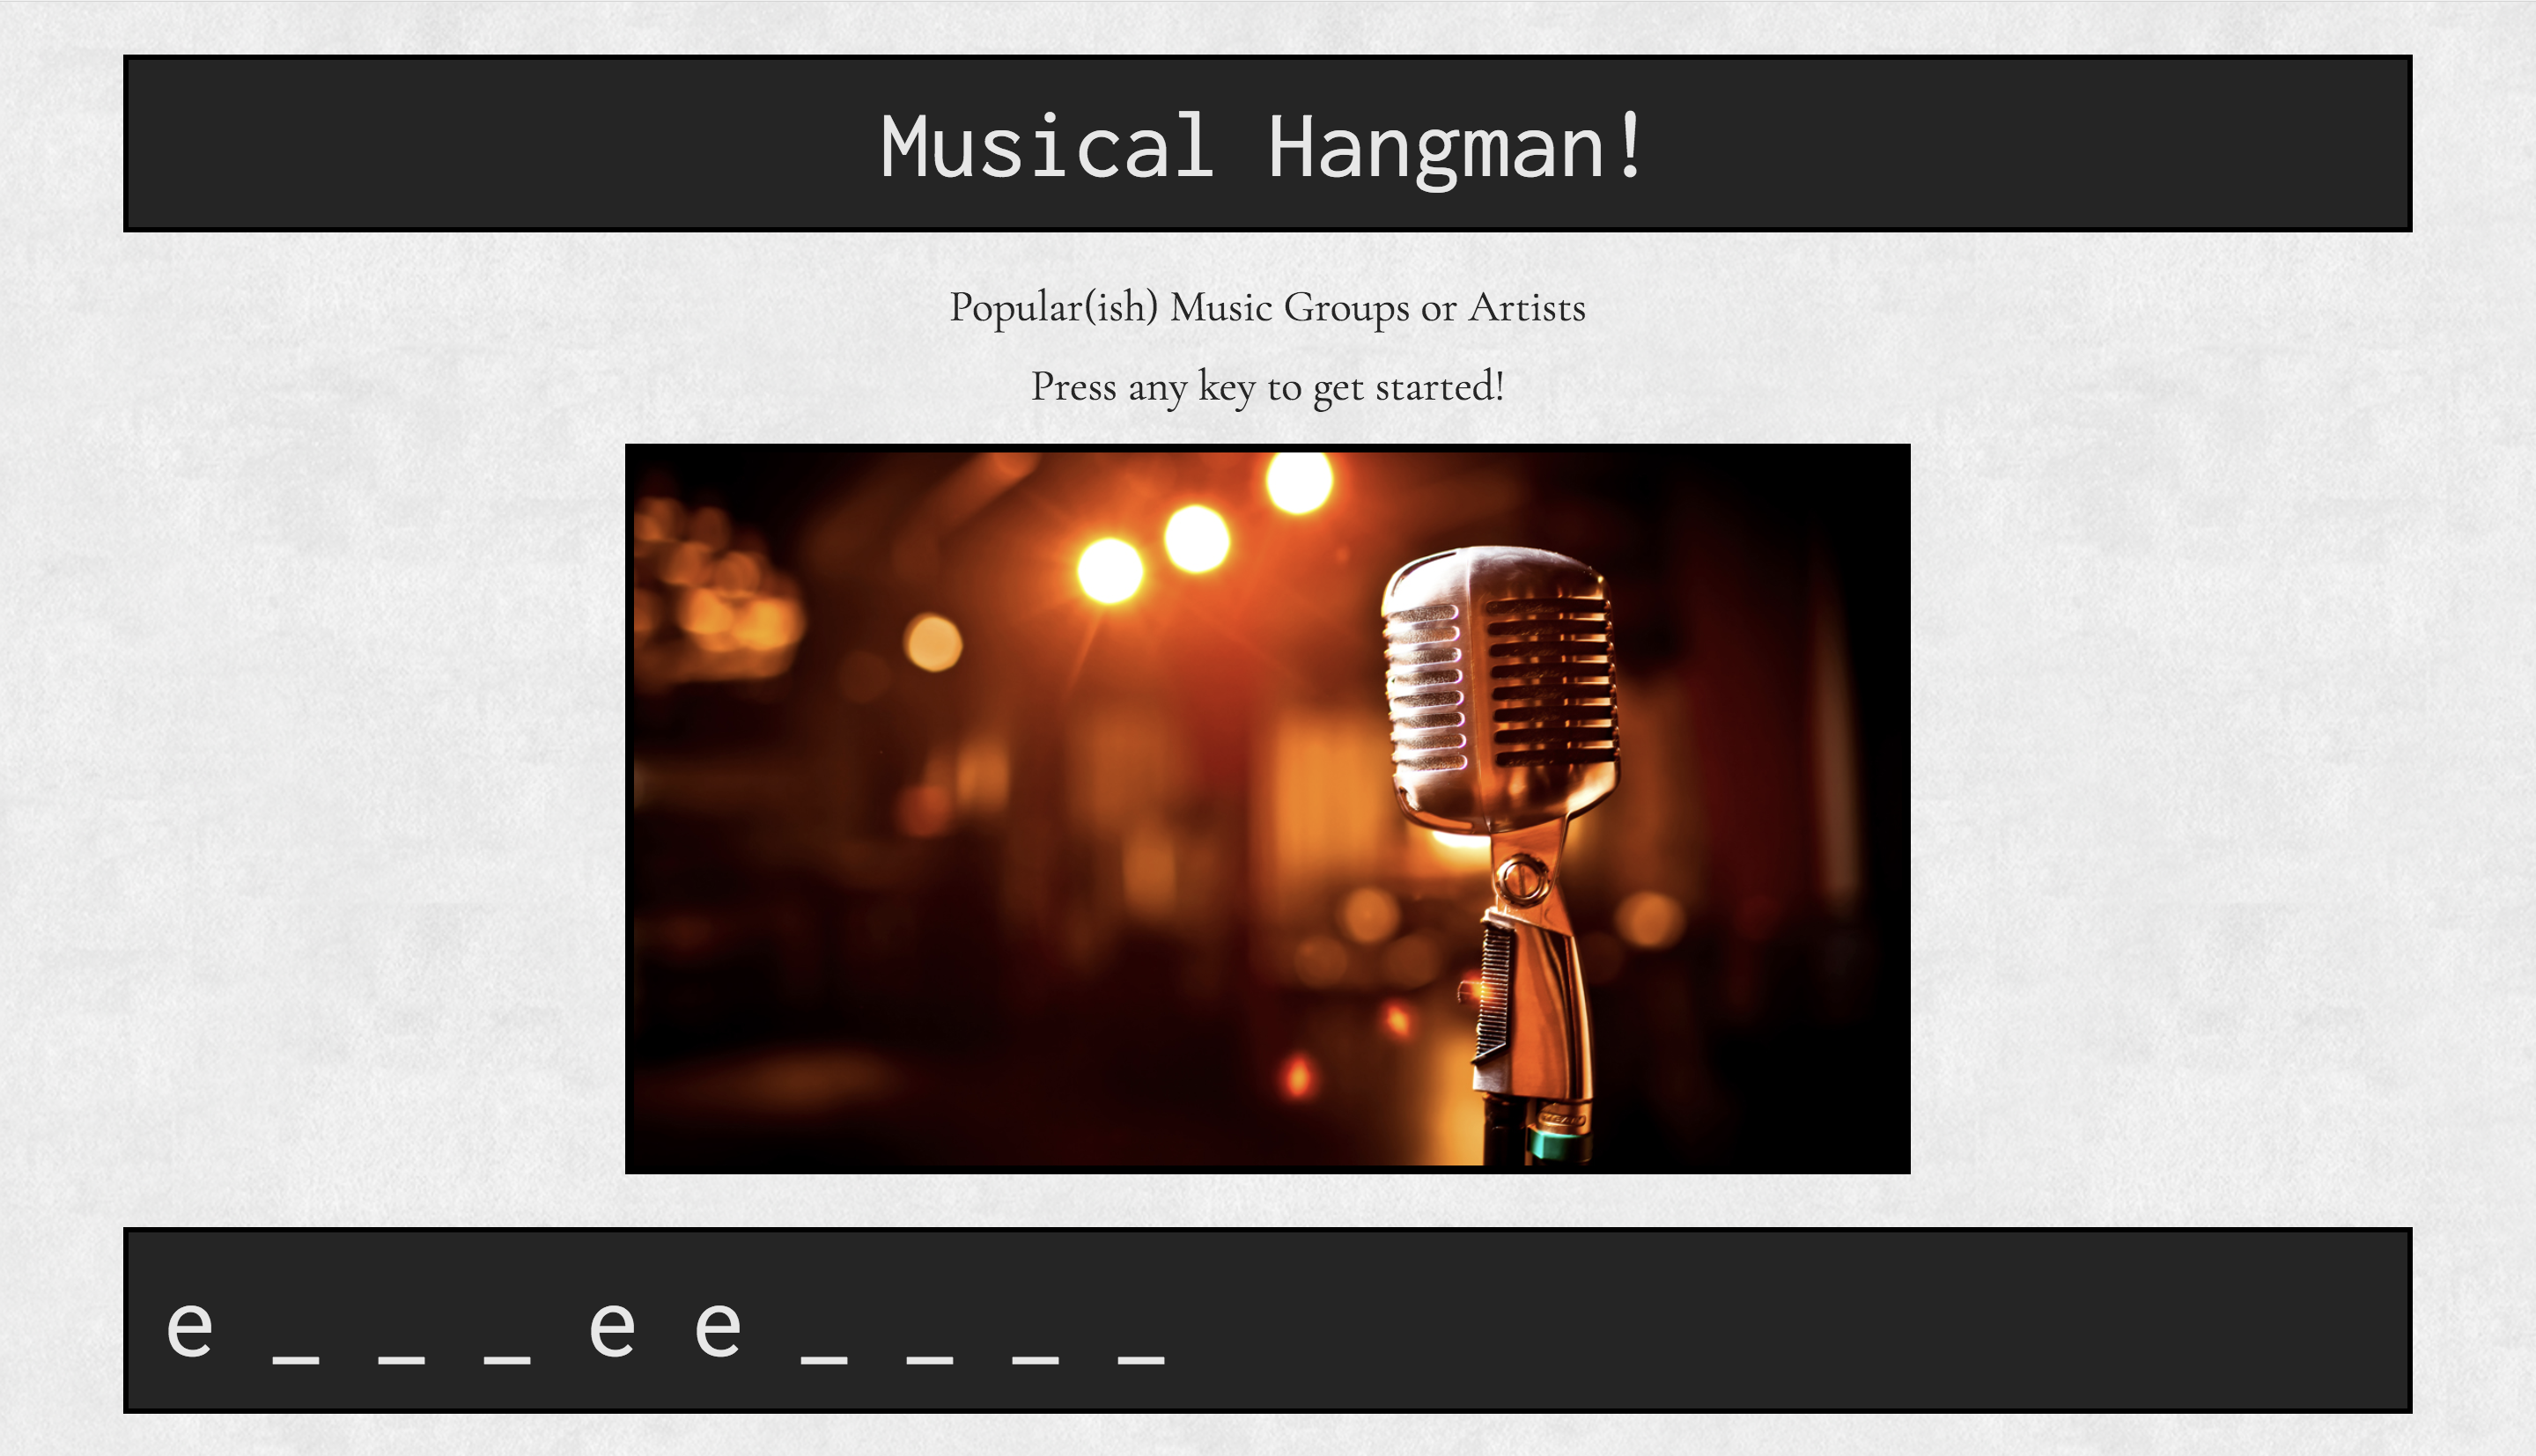 Musical Hangman!
Popular(ish) Music Groups or Artists
Press any key to get started!
e _ _ _ e e _ _ _ _